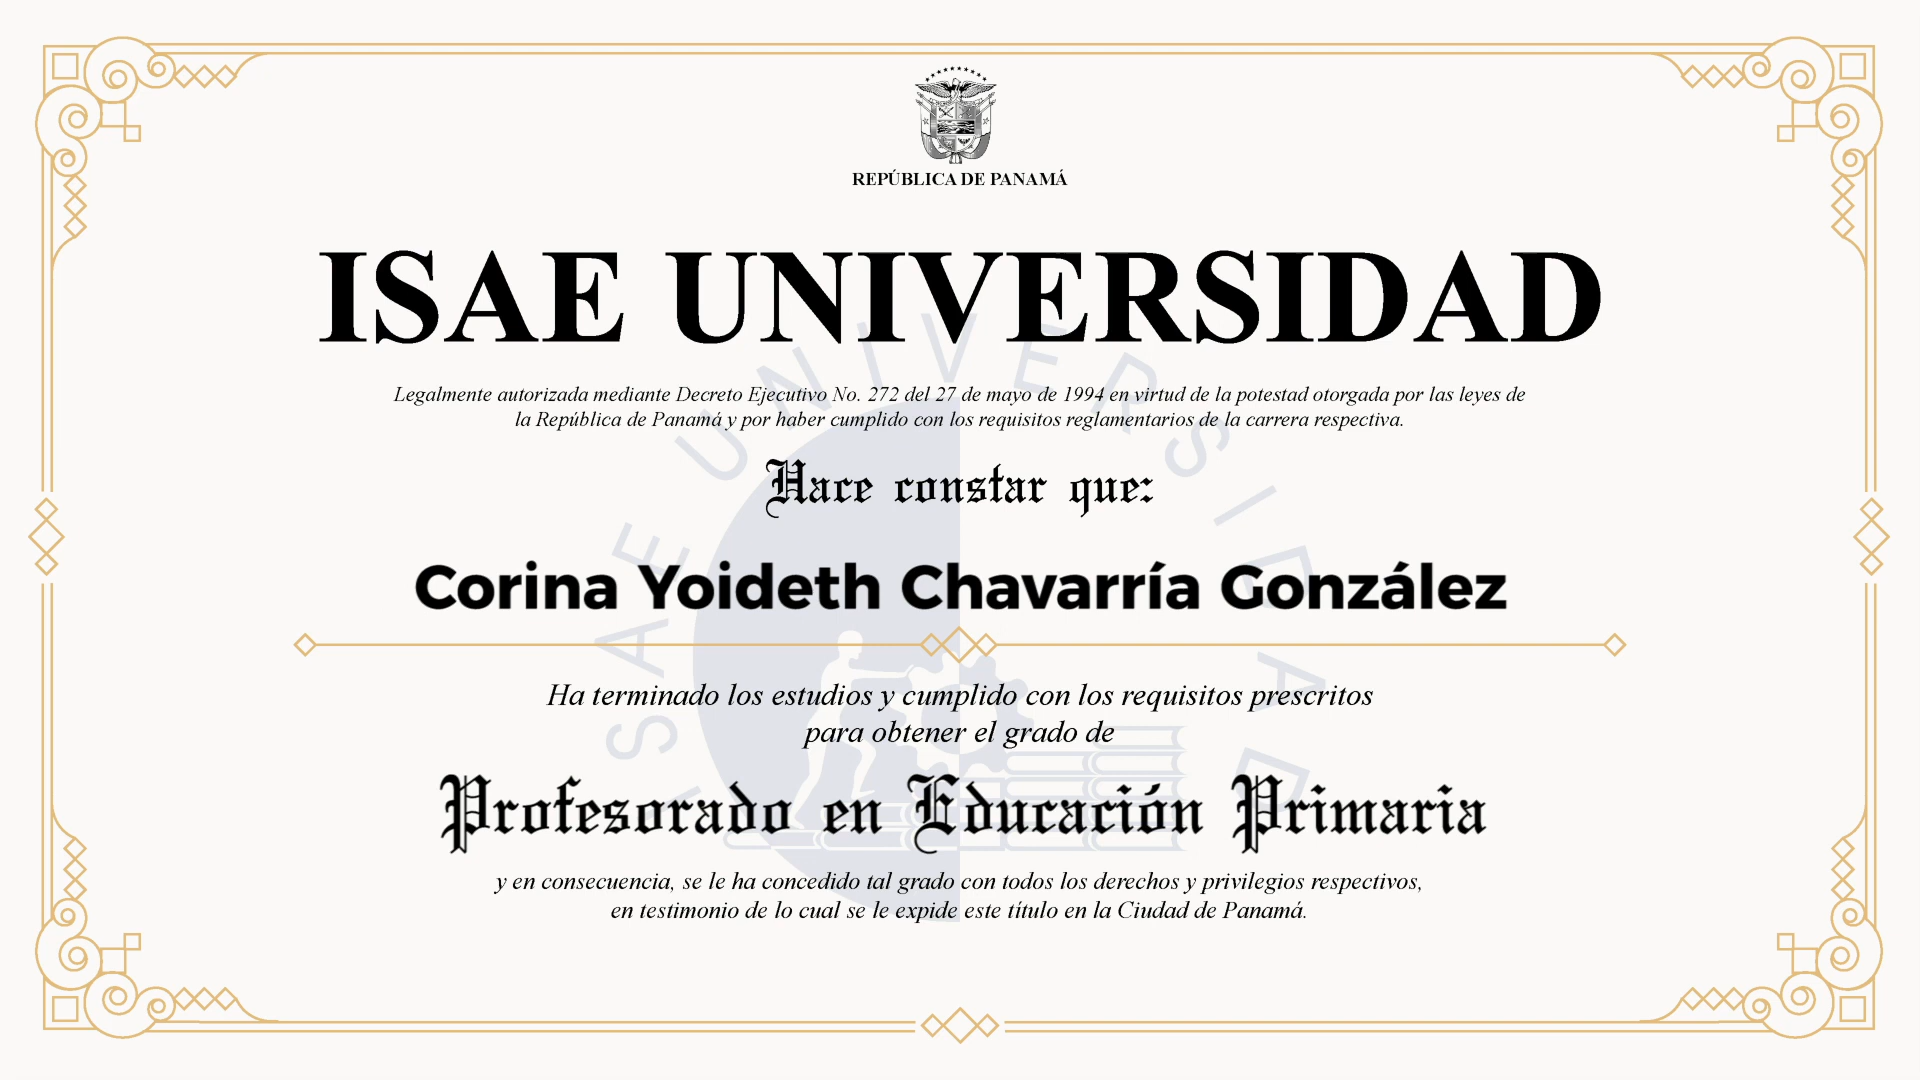 REPÚBLICA DE PANAMÁ
ISAE UNIVERSIDAD
Legalmente autorizada mediante Decreto Ejecutivo No. 272 del 27 de mayo de 1994 en virtud de la potestad otorgada por las leyes de
la República de Panamá y por haber cumplido con los requisitos reglamentarios de la carrera respectiva.
Hace constar que:
Corina Yoideth Chavarría González
Ha terminado los estudios y cumplido con los requisitos prescritos
para obtener el grado de
Profesorado en Educación Primaria
y en consecuencia, se le ha concedido tal grado con todos los derechos y privilegios respectivos,
en testimonio de lo cual se le expide este título en la Ciudad de Panamá.
ISAE UNIVERSIDAD